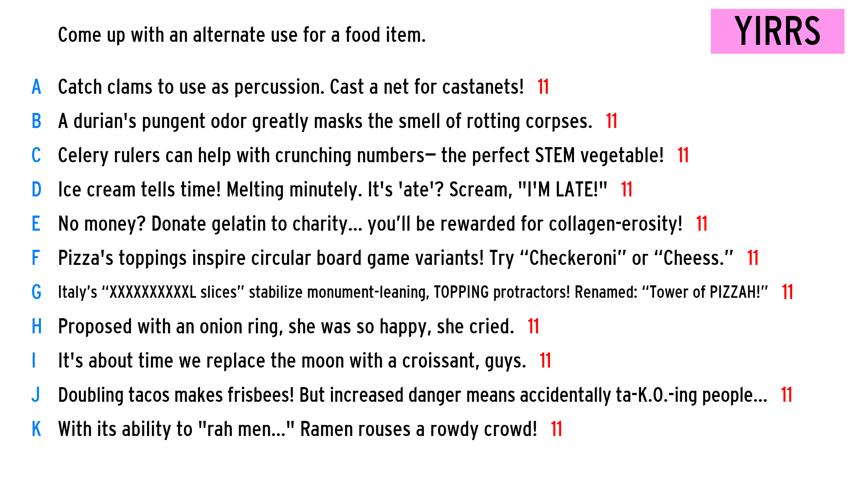 Come up with an alternate use for a food item.
YIRRS
A Catch clams to use as percussion. Cast a net for castanets! 11
B A durian's pungent odor greatly masks the smell of rotting corpses. 11
C Celery rulers can help with crunching numbers— the perfect STEM vegetable! 11
D Ice cream tells time! Melting minutely. It's 'ate'? Scream, "I'M LATE!" 11
E No money? Donate gelatin to charity... you’ll be rewarded for collagen-erosity! 11
F Pizza's toppings inspire circular board game variants! Try “Checkeroni” or “Cheess.” 11
G Italy’s “XXXXXXXXXXL slices” stabilize monument-leaning, TOPPING protractors! Renamed: “Tower of PIZZAH!” 11
H Proposed with an onion ring, she was so happy, she cried. 11
I It's about time we replace the moon with a croissant, guys. 11
J Doubling tacos makes frisbees! But increased danger means accidentally ta-K.O.-ing people... 11
K With its ability to "rah men..." Ramen rouses a rowdy crowd! 11